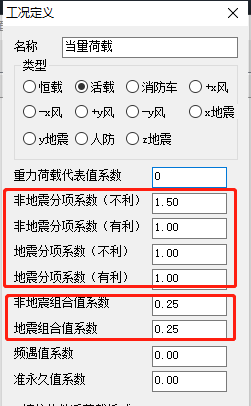 工况定义
名称 当量荷载
类型
恒载 活载 消防车 +x风
-x风 +y风 -y风 x地震
y地震 人防 z地震
重力荷载代表值系数 0
非地震分项系数(不利) 1.50
非地震分项系数(有利) 1.00
地震分项系数(不利) 1.00
地震分项系数(有利) 1.00
非地震组合值系数 0.25
地震组合值系数 0.25
频遇值系数 0.00
准永久值系数 0.00